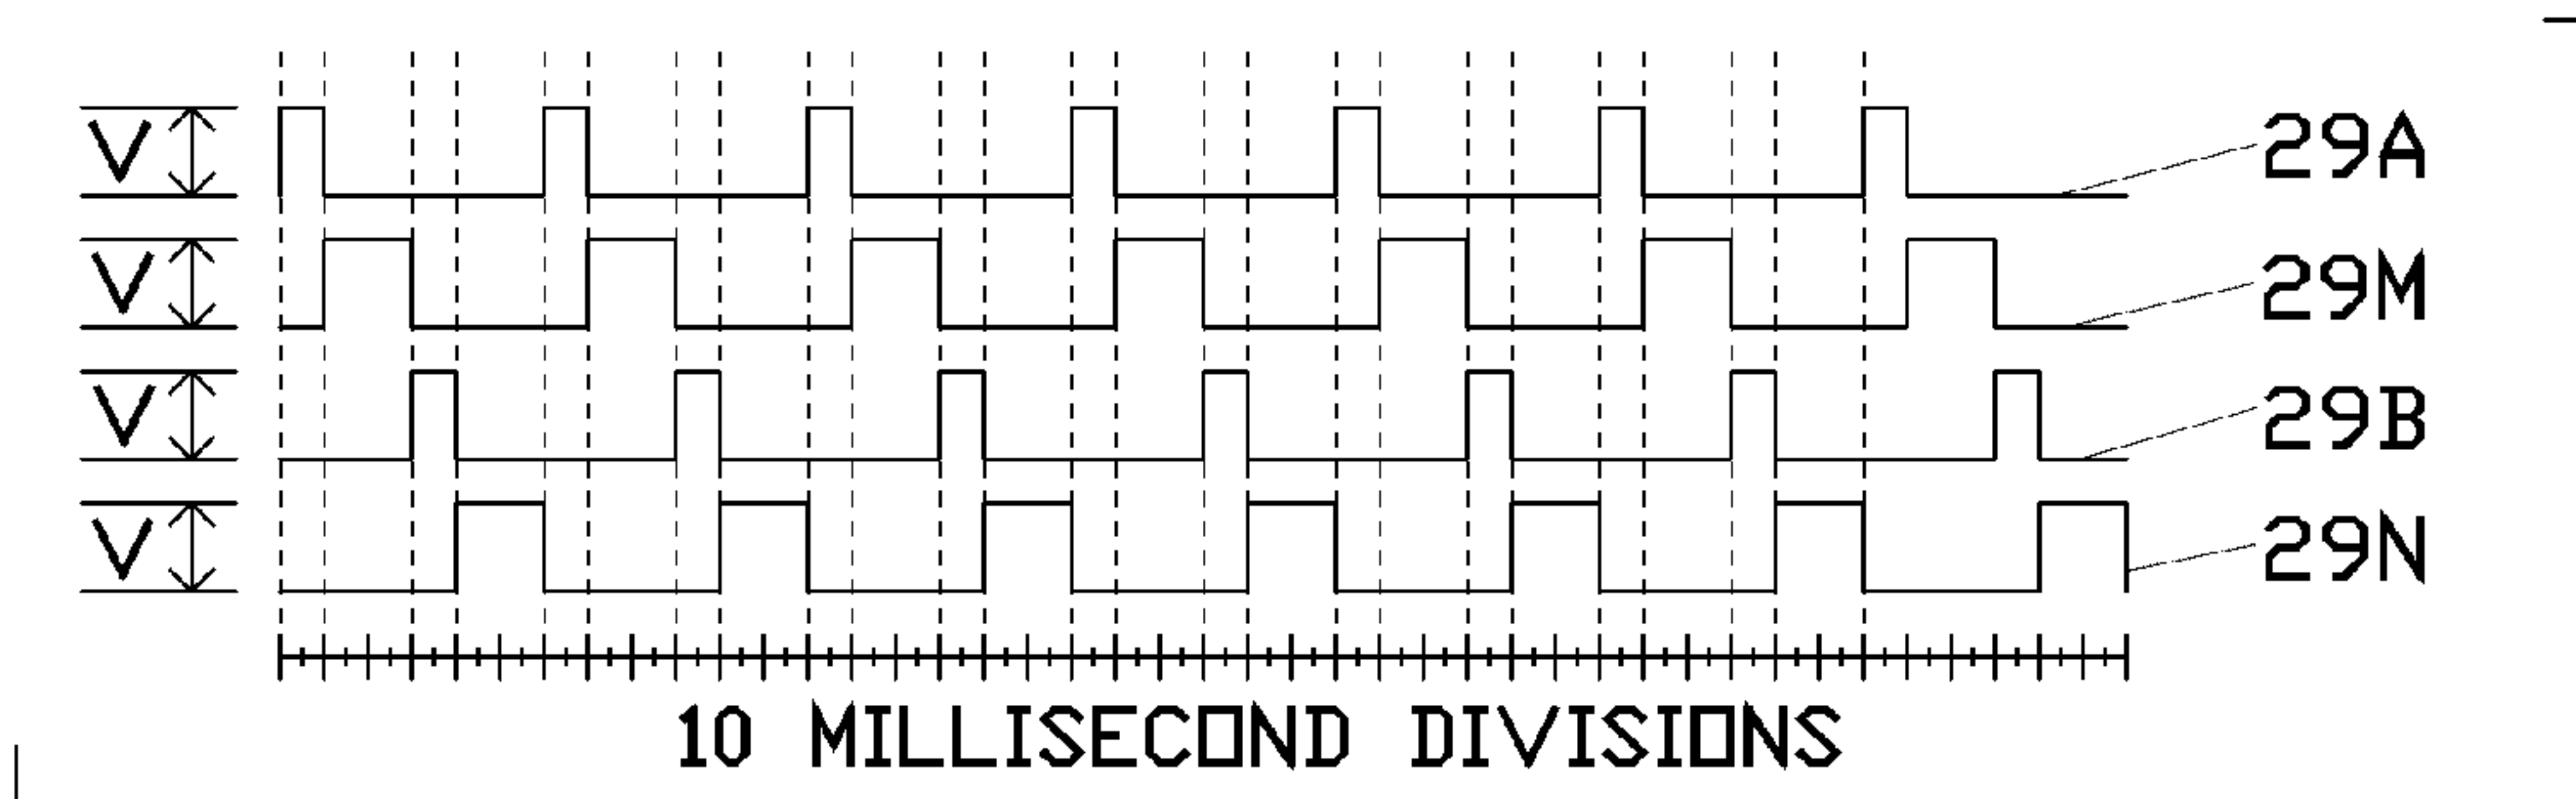 V 29A
V 29M
V 29B
V 29N
10 MILLISECOND DIVISIONS